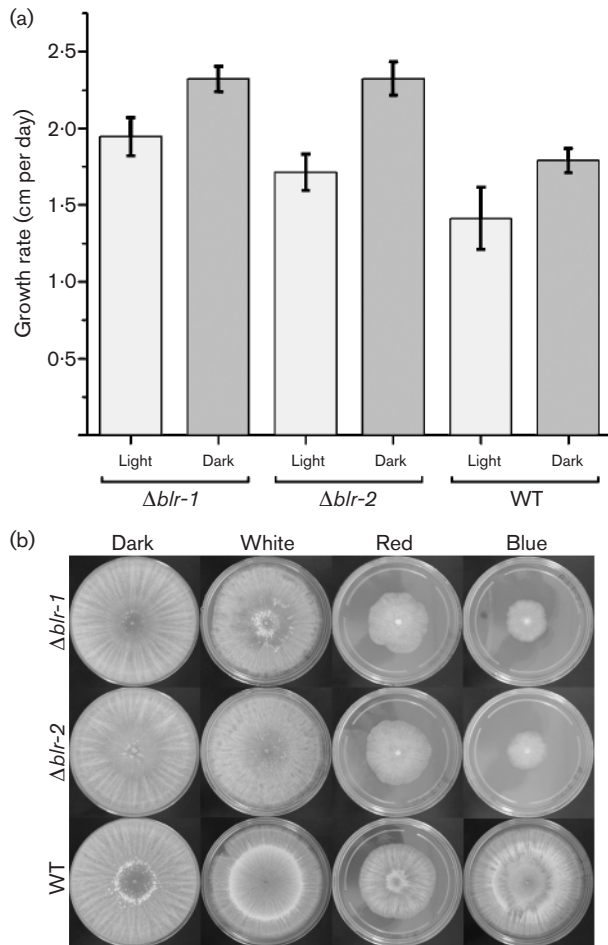 (a)
Growth rate (cm per day)
2·5
2·0
1·5
1·0
0·5
Light Dark Light Dark Light Dark
Δblr-1 Δblr-2 WT
(b)
Dark White Red Blue
Δblr-1
Δblr-2
WT